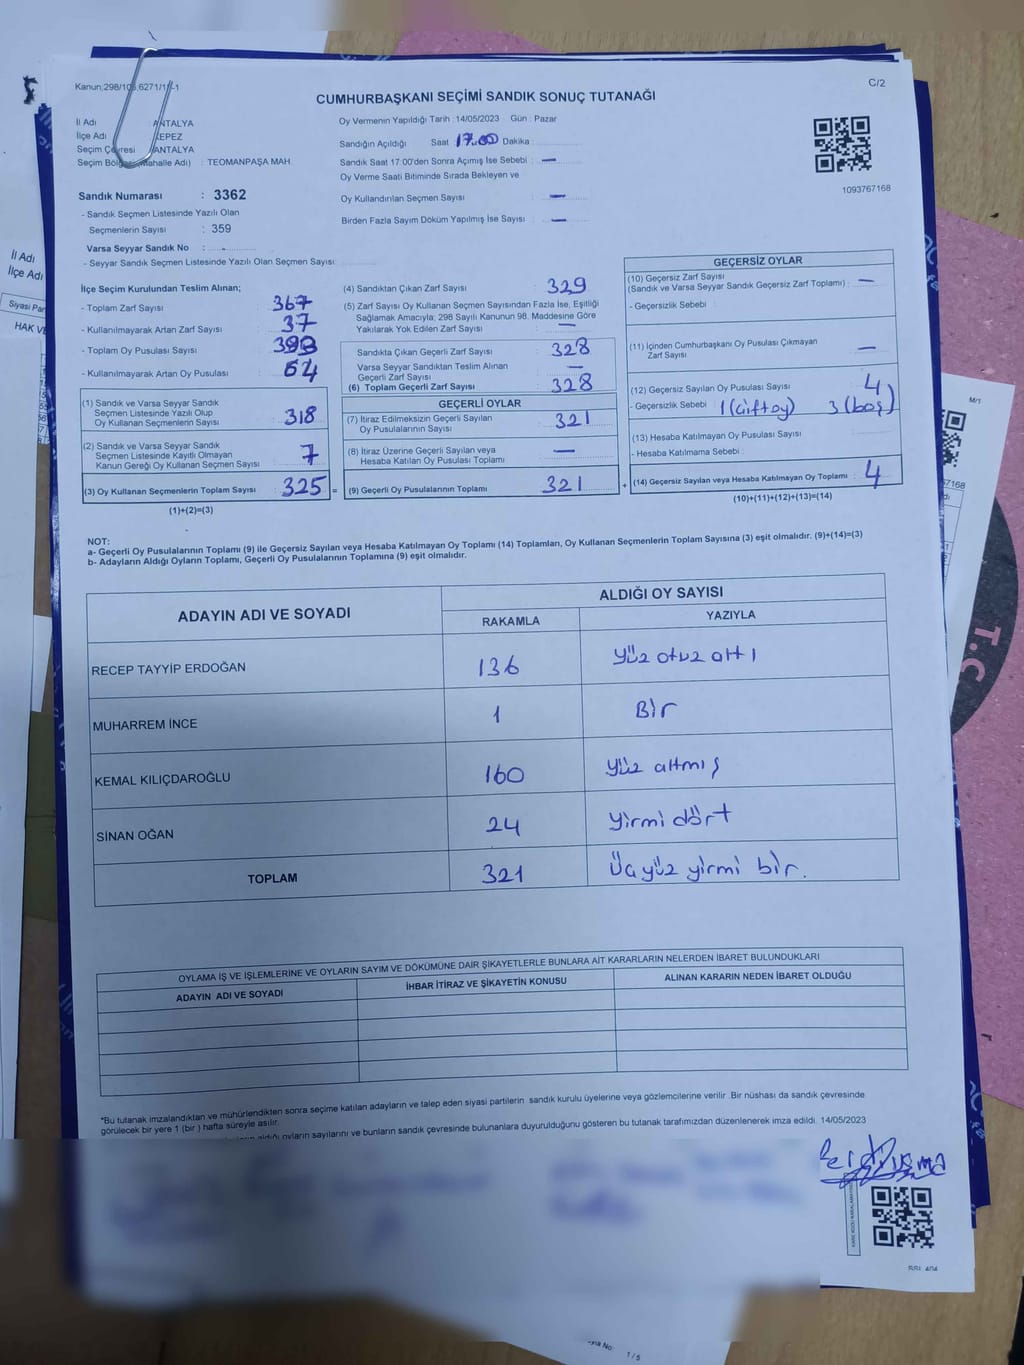 Kanun:298/105,6271/1
C/2
CUMHURBAŞKANI SEÇİMİ SANDIK SONUÇ TUTANAĞI
İl Adı : ANTALYA
İlçe Adı KEPEZ
Seçim Çevresi ANTALYA
Seçim Bölgesi (Mahalle Adı) : TEOMANPAŞA MAH.
Oy Vermenin Yapıldığı Tarih : 14/05/2023 Gün : Pazar
Sandığın Açıldığı Saat 17.00 Dakika :
Sandık Saat 17.00'den Sonra Açımış İse Sebebi : —
Oy Verme Saati Bitiminde Sırada Bekleyen ve
Oy Kullandırılan Seçmen Sayısı : —
Birden Fazla Sayım Döküm Yapılmış İse Sayısı : —
1093767168
Sandık Numarası : 3362
- Sandık Seçmen Listesinde Yazılı Olan
Seçmenlerin Sayısı : 359
Varsa Seyyar Sandık No : -
- Seyyar Sandık Seçmen Listesinde Yazılı Olan Seçmen Sayısı:
İlçe Seçim Kurulundan Teslim Alınan;
- Toplam Zarf Sayısı : 367
- Kullanılmayarak Artan Zarf Sayısı : 37
- Toplam Oy Pusulası Sayısı
- Kullanılmayarak Artan Oy Pusulası : 64
(1) Sandık ve Varsa Seyyar Sandık
Seçmen Listesinde Yazılı Olup
Oy Kullanan Seçmenlerin Sayısı : 318
(2) Sandık ve Varsa Seyyar Sandık
Seçmen Listesinde Kayıtlı Olmayan
Kanun Gereği Oy Kullanan Seçmen Sayısı : 7
(3) Oy Kullanan Seçmenlerin Toplam Sayısı : 325 =
(1)+(2)=(3)
(4) Sandıktan Çıkan Zarf Sayısı : 329
(5) Zarf Sayısı Oy Kullanan Seçmen Sayısından Fazla İse, Eşitliği
Sağlamak Amacıyla; 298 Sayılı Kanunun 98. Maddesine Göre
Yakılarak Yok Edilen Zarf Sayısı : —
Sandıkta Çıkan Geçerli Zarf Sayısı : 328
Varsa Seyyar Sandıktan Teslim Alınan
Geçerli Zarf Sayısı : —
(6) Toplam Geçerli Zarf Sayısı : 328
GEÇERLİ OYLAR
(7) İtiraz Edilmeksizin Geçerli Sayılan
Oy Pusulalarının Sayısı : 321
(8) İtiraz Üzerine Geçerli Sayılan veya
Hesaba Katılan Oy Pusulası Toplamı : —
(9) Geçerli Oy Pusulalarının Toplamı : 321 +
GEÇERSİZ OYLAR
(10) Geçersiz Zarf Sayısı
(Sandık ve Varsa Seyyar Sandık Geçersiz Zarf Toplamı) : —
- Geçersizlik Sebebi :
(11) İçinden Cumhurbaşkanı Oy Pusulası Çıkmayan
Zarf Sayısı : —
(12) Geçersiz Sayılan Oy Pusulası Sayısı : 4
- Geçersizlik Sebebi : 1 (çift oy) 3 (boş)
(13) Hesaba Katılmayan Oy Pusulası Sayısı
- Hesaba Katılmama Sebebi :
(14) Geçersiz Sayılan veya Hesaba Katılmayan Oy Toplamı : 4
(10)+(11)+(12)+(13)=(14)
NOT:
a- Geçerli Oy Pusulalarının Toplamı (9) ile Geçersiz Sayılan veya Hesaba Katılmayan Oy Toplamı (14) Toplamları, Oy Kullanan Seçmenlerin Toplam Sayısına (3) eşit olmalıdır. (9)+(14)=(3)
b- Adayların Aldığı Oyların Toplamı, Geçerli Oy Pusulalarının Toplamına (9) eşit olmalıdır.
ADAYIN ADI VE SOYADI
ALDIĞI OY SAYISI
RAKAMLA YAZIYLA
RECEP TAYYİP ERDOĞAN 136 Yüz otuz altı
MUHARREM İNCE 1 Bir
KEMAL KILIÇDAROĞLU 160 Yüz altmış
SİNAN OĞAN 24 Yirmi dört
TOPLAM 321 Üçyüz yirmi bir.
OYLAMA İŞ VE İŞLEMLERİNE VE OYLARIN SAYIM VE DÖKÜMÜNE DAİR ŞİKAYETLERLE BUNLARA AİT KARARLARIN NELERDEN İBARET BULUNDUKLARI
ADAYIN ADI VE SOYADI İHBAR İTİRAZ VE ŞİKAYETİN KONUSU ALINAN KARARIN NEDEN İBARET OLDUĞU
*Bu tutanak imzalandıktan ve mühürlendikten sonra seçime katılan adayların ve talep eden siyasi partilerin sandık kurulu üyelerine veya gözlemcilerine verilir. Bir nüshası da sandık çevresinde
görülecek bir yere 1 (bir ) hafta süreyle asılır.
aldığı oyların sayılarını ve bunların sandık çevresinde bulunanlara duyurulduğunu gösteren bu tutanak tarafımızdan düzenlenerek imza edildi. 14/05/2023
İl Adı
İlçe Adı
Siyasi Par
HAK VE
M/1
67168
T.C
1 / 5